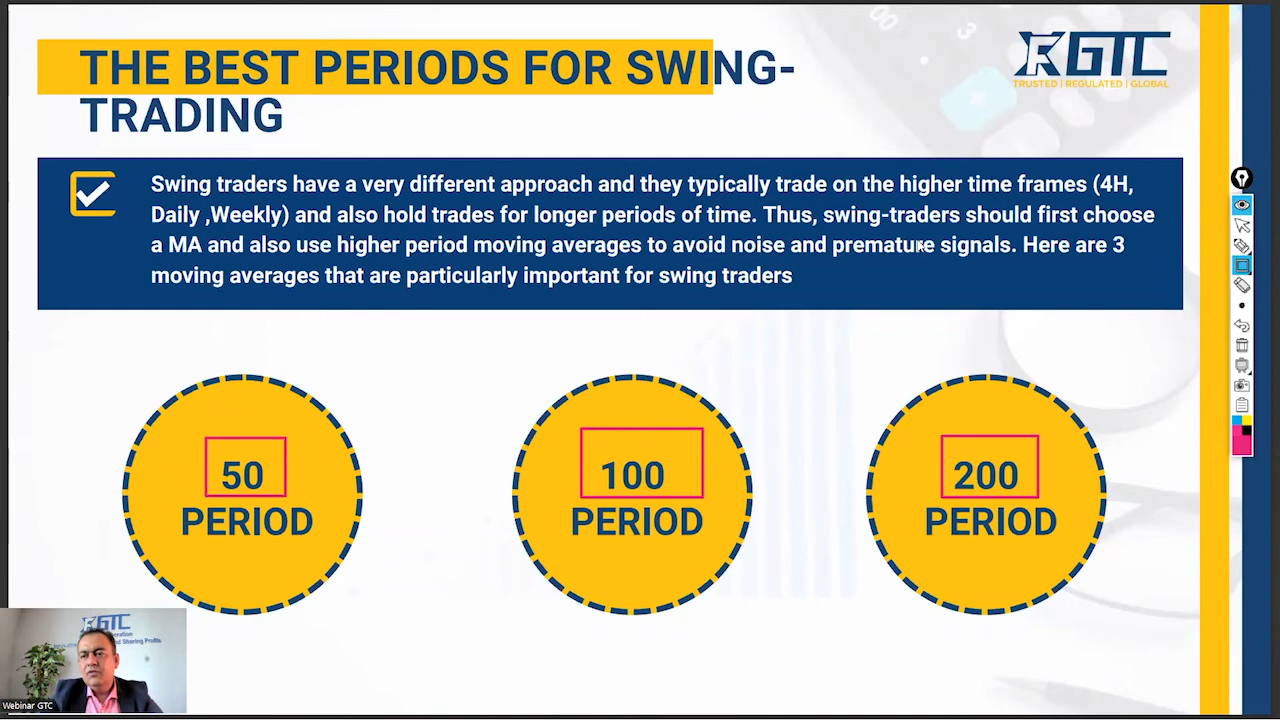 THE BEST PERIODS FOR SWING-
TRADING
GTC
TRUSTED | REGULATED | GLOBAL
Swing traders have a very different approach and they typically trade on the higher time frames (4H,
Daily ,Weekly) and also hold trades for longer periods of time. Thus, swing-traders should first choose
a MA and also use higher period moving averages to avoid noise and premature signals. Here are 3
moving averages that are particularly important for swing traders
50
PERIOD
100
PERIOD
200
PERIOD
GTC
and Sharing Profits
Webinar GTC